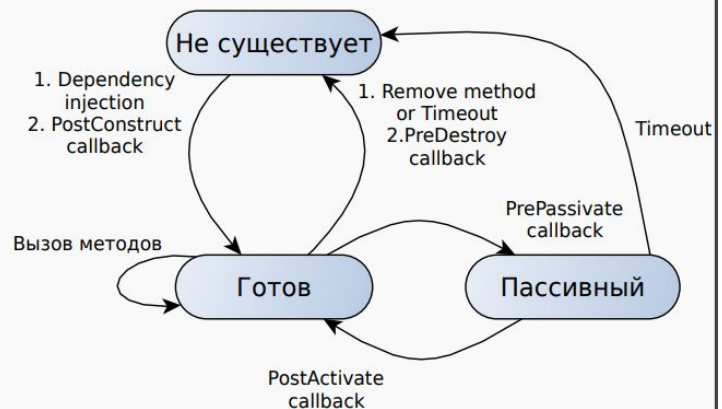 Не существует
1. Dependency
injection
2. PostConstruct
callback
1. Remove method
or Timeout
2.PreDestroy
callback
Timeout
PrePassivate
callback
Вызов методов
Готов
Пассивный
PostActivate
callback